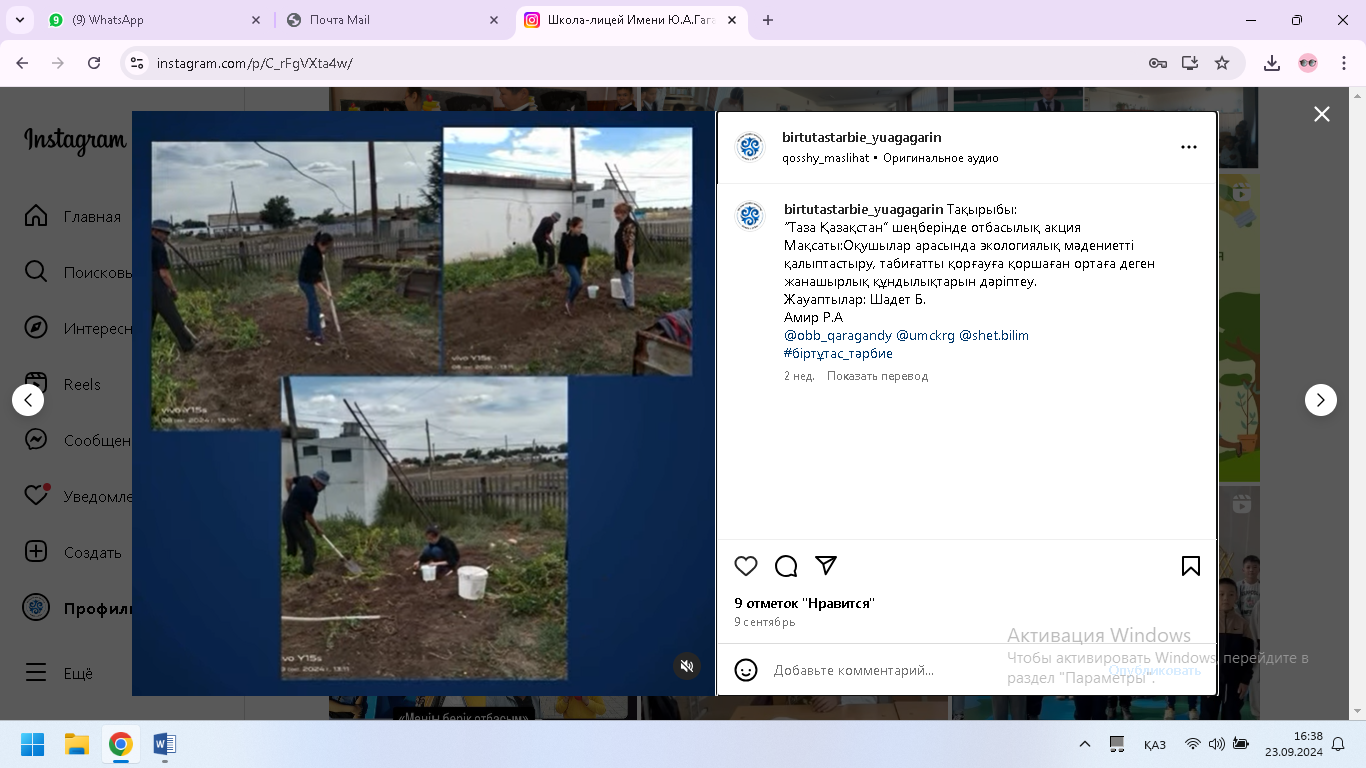 (9) WhatsApp
Почта Mail
Школа-лицей Имени Ю.А.Гага
instagram.com/p/C_rFgVXta4w/
Instagram
Главная
Reels
Создать
Профиль
Ещё
vivo Y15s
vivo Y15s
vivo Y15s
birtutastarbie_yuagagarin
qosshy_maslihat • Оригинальное аудио
birtutastarbie_yuagagarin Тақырыбы:
"Таза Қазақстан" шеңберінде отбасылық акция
Мақсаты:Оқушылар арасында экологиялық мәдениетті
қалыптастыру, табиғатты қорғауға қоршаған ортаға деген
жанашырлық құндылықтарын дәріптеу.
Жауаптылар: Шадет Б.
Амир Р.А
@obb_qaragandy @umckrg @shet.bilim
#біртұтас_тәрбие
2 нед. Показать перевод
9 отметок "Нравится"
9 сентябрь
Добавьте комментарий...
Опубликовать
Активация Windows
Чтобы активировать Windows, перейдите в
раздел "Параметры".
«Менің берік отбасым»
ҚАЗ
16:38
23.09.2024